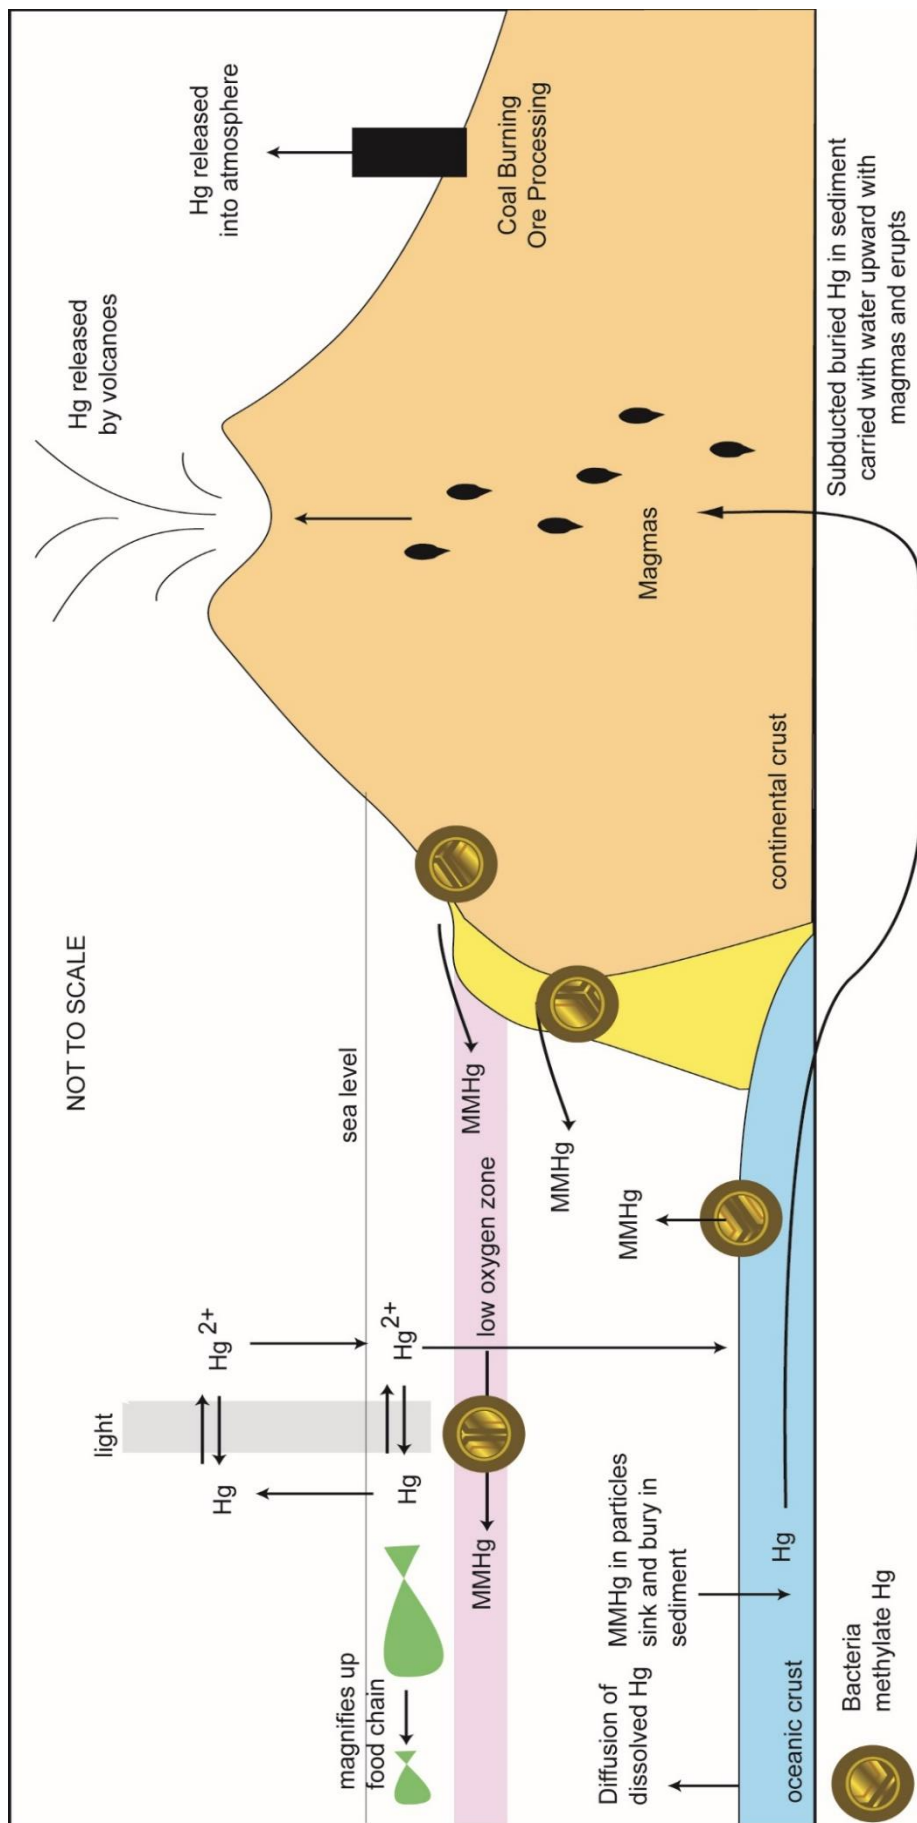 NOT TO SCALE
Hg released
by volcanoes
Hg released
into atmosphere
light
Hg
Hg2+
sea level
magnifies up
food chain
Hg
Hg2+
MMHg
low oxygen zone
MMHg
MMHg
MMHg
Coal Burning
Ore Processing
Magmas
Diffusion of
dissolved Hg
MMHg in particles
sink and bury in
sediment
oceanic crust
Hg
continental crust
Bacteria
methylate Hg
Subducted buried Hg in sediment
carried with water upward with
magmas and erupts